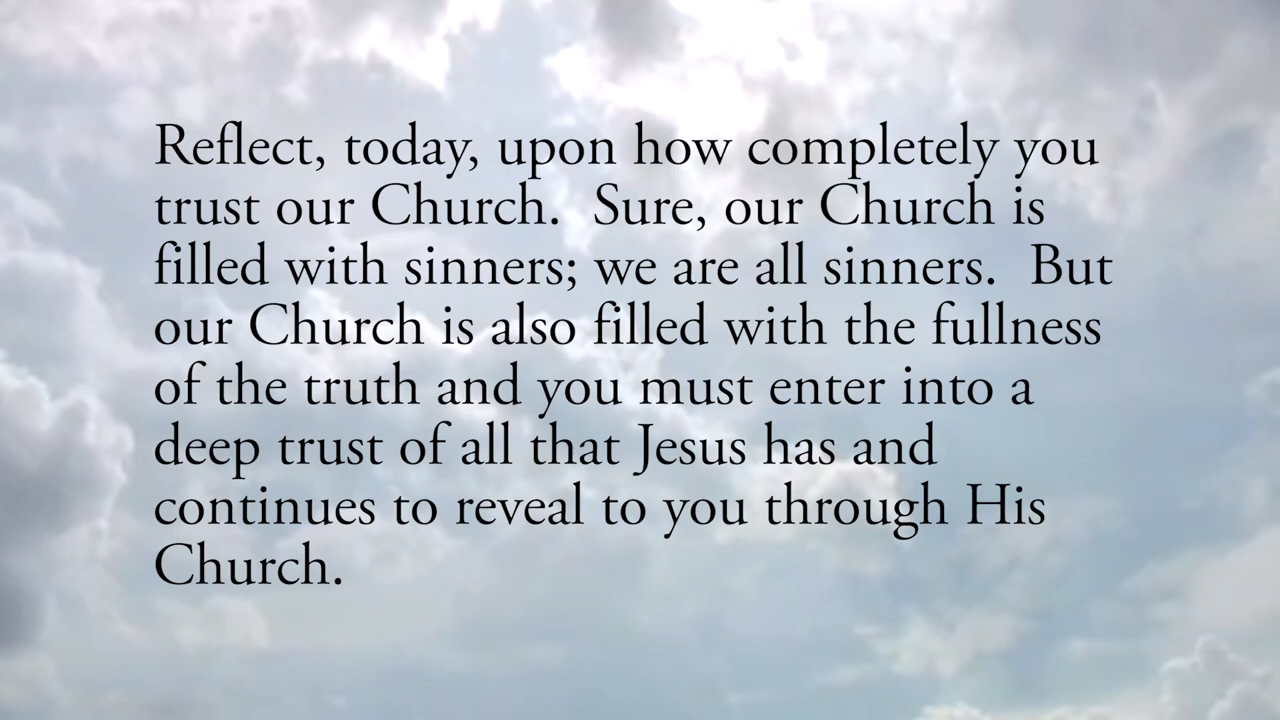 Reflect, today, upon how completely you
trust our Church.  Sure, our Church is
filled with sinners; we are all sinners.  But
our Church is also filled with the fullness
of the truth and you must enter into a
deep trust of all that Jesus has and
continues to reveal to you through His
Church.